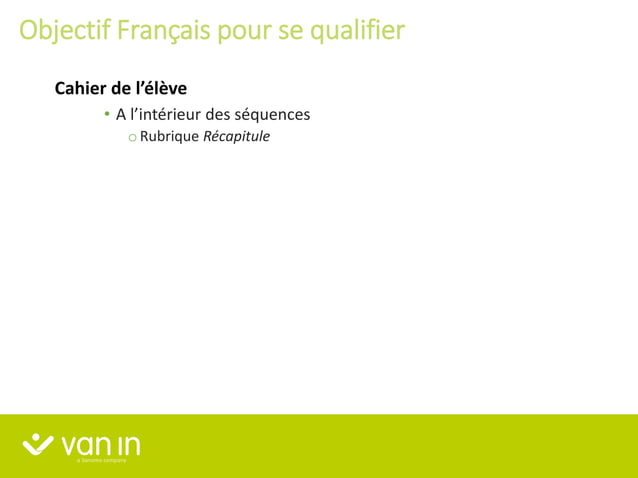 Objectif Français pour se qualifier
Cahier de l’élève
• A l’intérieur des séquences
o Rubrique Récapitule
van in
a sanoma company